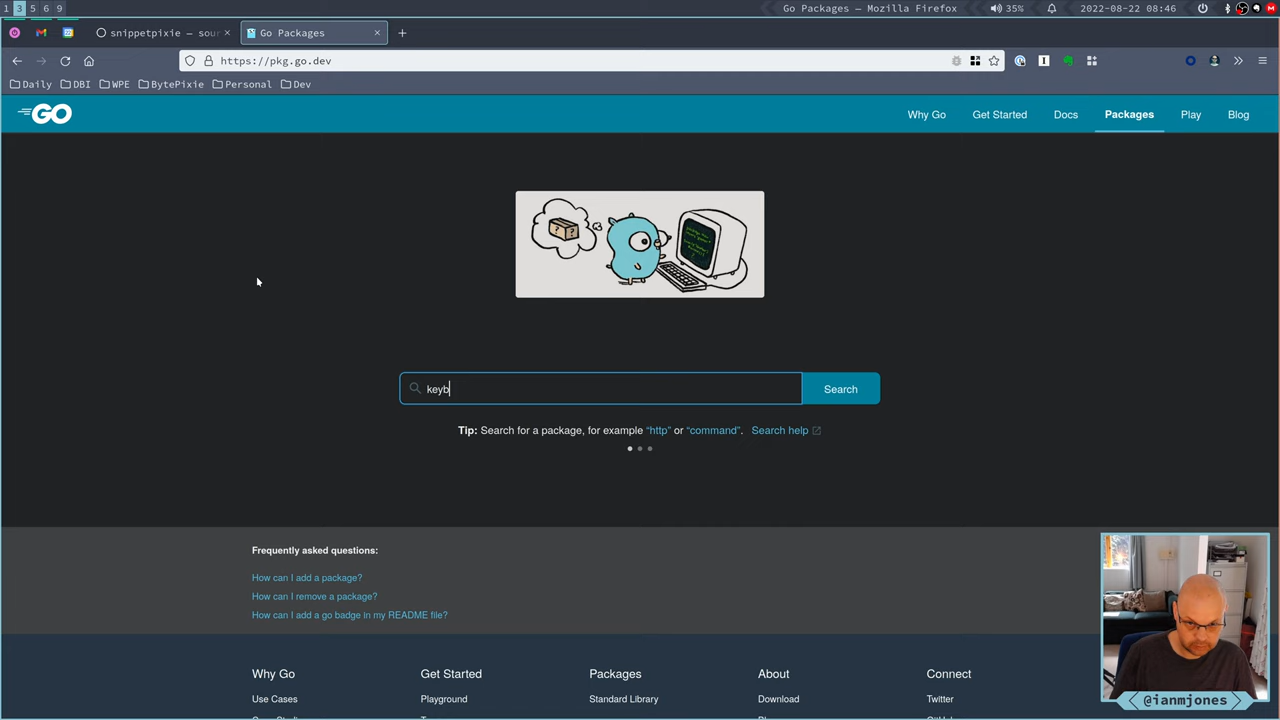 1 3 5 6 9
Go Packages — Mozilla Firefox
35%
2022-08-22 08:46
snippetpixie — sour
Go Packages
https://pkg.go.dev
Daily DBI WPE BytePixie Personal Dev
GO
Why Go Get Started Docs Packages Play Blog
keyb
Search
Tip: Search for a package, for example “http” or “command”. Search help
Frequently asked questions:
How can I add a package?
How can I remove a package?
How can I add a go badge in my README file?
Why Go Get Started Packages About Connect
Use Cases Playground Standard Library Download Twitter
@ianmjones